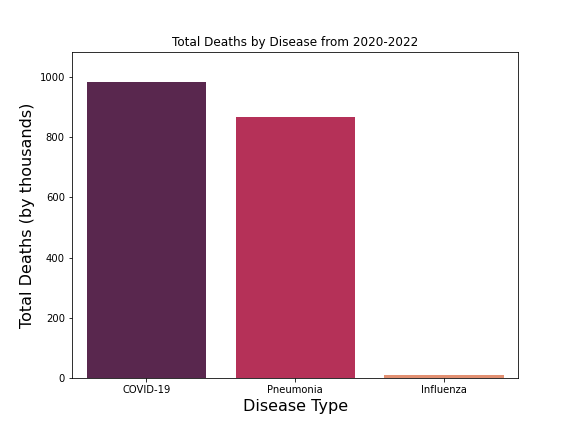 Total Deaths by Disease from 2020-2022
Total Deaths (by thousands)
1000
800
600
400
200
0
COVID-19 Pneumonia Influenza
Disease Type